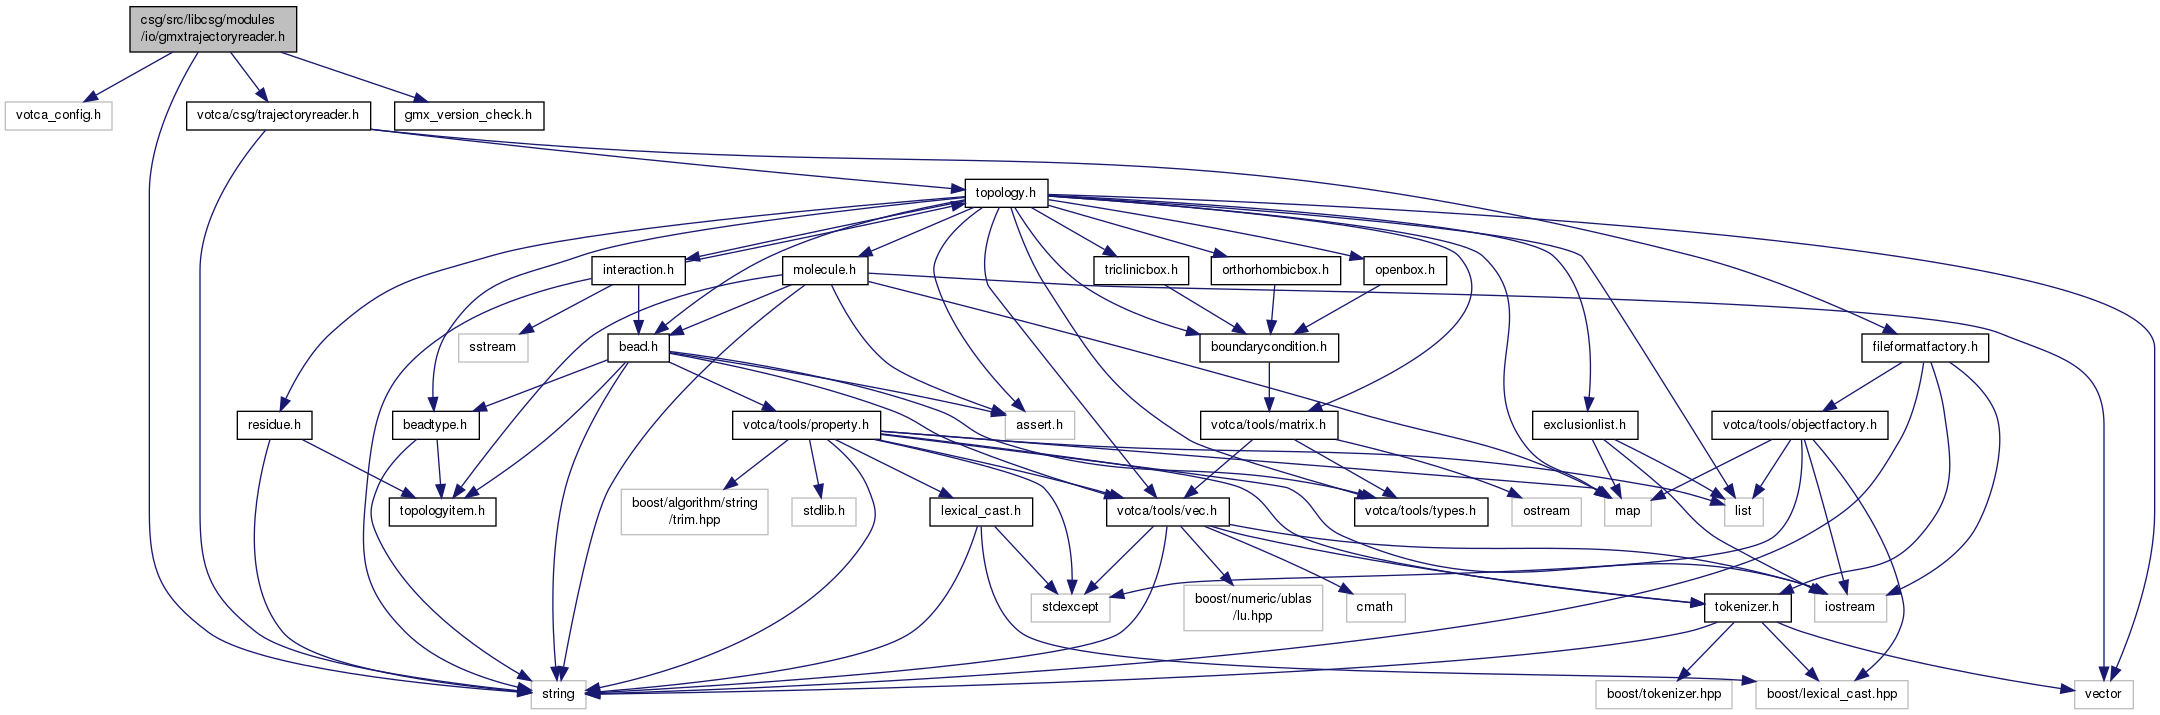 csg/src/libcsg/modules
/io/gmxtrajectoryreader.h
votca_config.h
votca/csg/trajectoryreader.h
gmx_version_check.h
topology.h
interaction.h
molecule.h
triclinicbox.h
orthorhombicbox.h
openbox.h
sstream
bead.h
boundarycondition.h
fileformatfactory.h
residue.h
beadtype.h
votca/tools/property.h
assert.h
votca/tools/matrix.h
exclusionlist.h
votca/tools/objectfactory.h
topologyitem.h
boost/algorithm/string
/trim.hpp
stdlib.h
lexical_cast.h
votca/tools/vec.h
votca/tools/types.h
ostream
map
list
stdexcept
boost/numeric/ublas
/lu.hpp
cmath
tokenizer.h
iostream
string
boost/tokenizer.hpp
boost/lexical_cast.hpp
vector